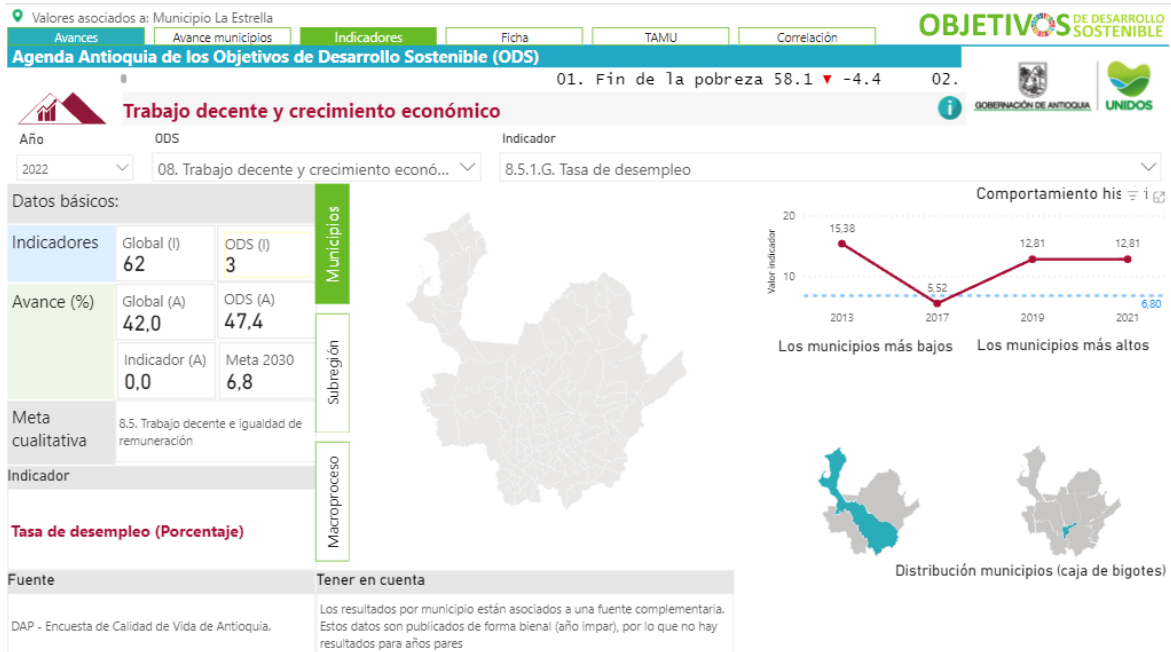 Valores asociados a: Municipio La Estrella
Avances
Avance municipios
Indicadores
Ficha
TAMU
Correlación
OBJETIVOS DE DESARROLLO SOSTENIBLE
Agenda Antioquia de los Objetivos de Desarrollo Sostenible (ODS)
01. Fin de la pobreza 58.1 ▼ -4.4 02.
GOBERNACIÓN DE ANTIOQUIA
UNIDOS
Trabajo decente y crecimiento económico
i
Año
ODS
Indicador
2022
08. Trabajo decente y crecimiento econó...
8.5.1.G. Tasa de desempleo
Datos básicos:
Indicadores
Global (I)
62
ODS (I)
3
Avance (%)
Global (A)
42,0
ODS (A)
47,4
Indicador (A)
0,0
Meta 2030
6,8
Meta cualitativa
8.5. Trabajo decente e igualdad de
remuneración
Indicador
Tasa de desempleo (Porcentaje)
Fuente
DAP - Encuesta de Calidad de Vida de Antioquia.
Municipios
Subregión
Macroproceso
Tener en cuenta
Los resultados por municipio están asociados a una fuente complementaria.
Estos datos son publicados de forma bienal (año impar), por lo que no hay
resultados para años pares
Comportamiento his
Valor indicador
20
10
15,38
5,52
12,81
12,81
6,80
2013
2017
2019
2021
Los municipios más bajos
Los municipios más altos
Distribución municipios (caja de bigotes)